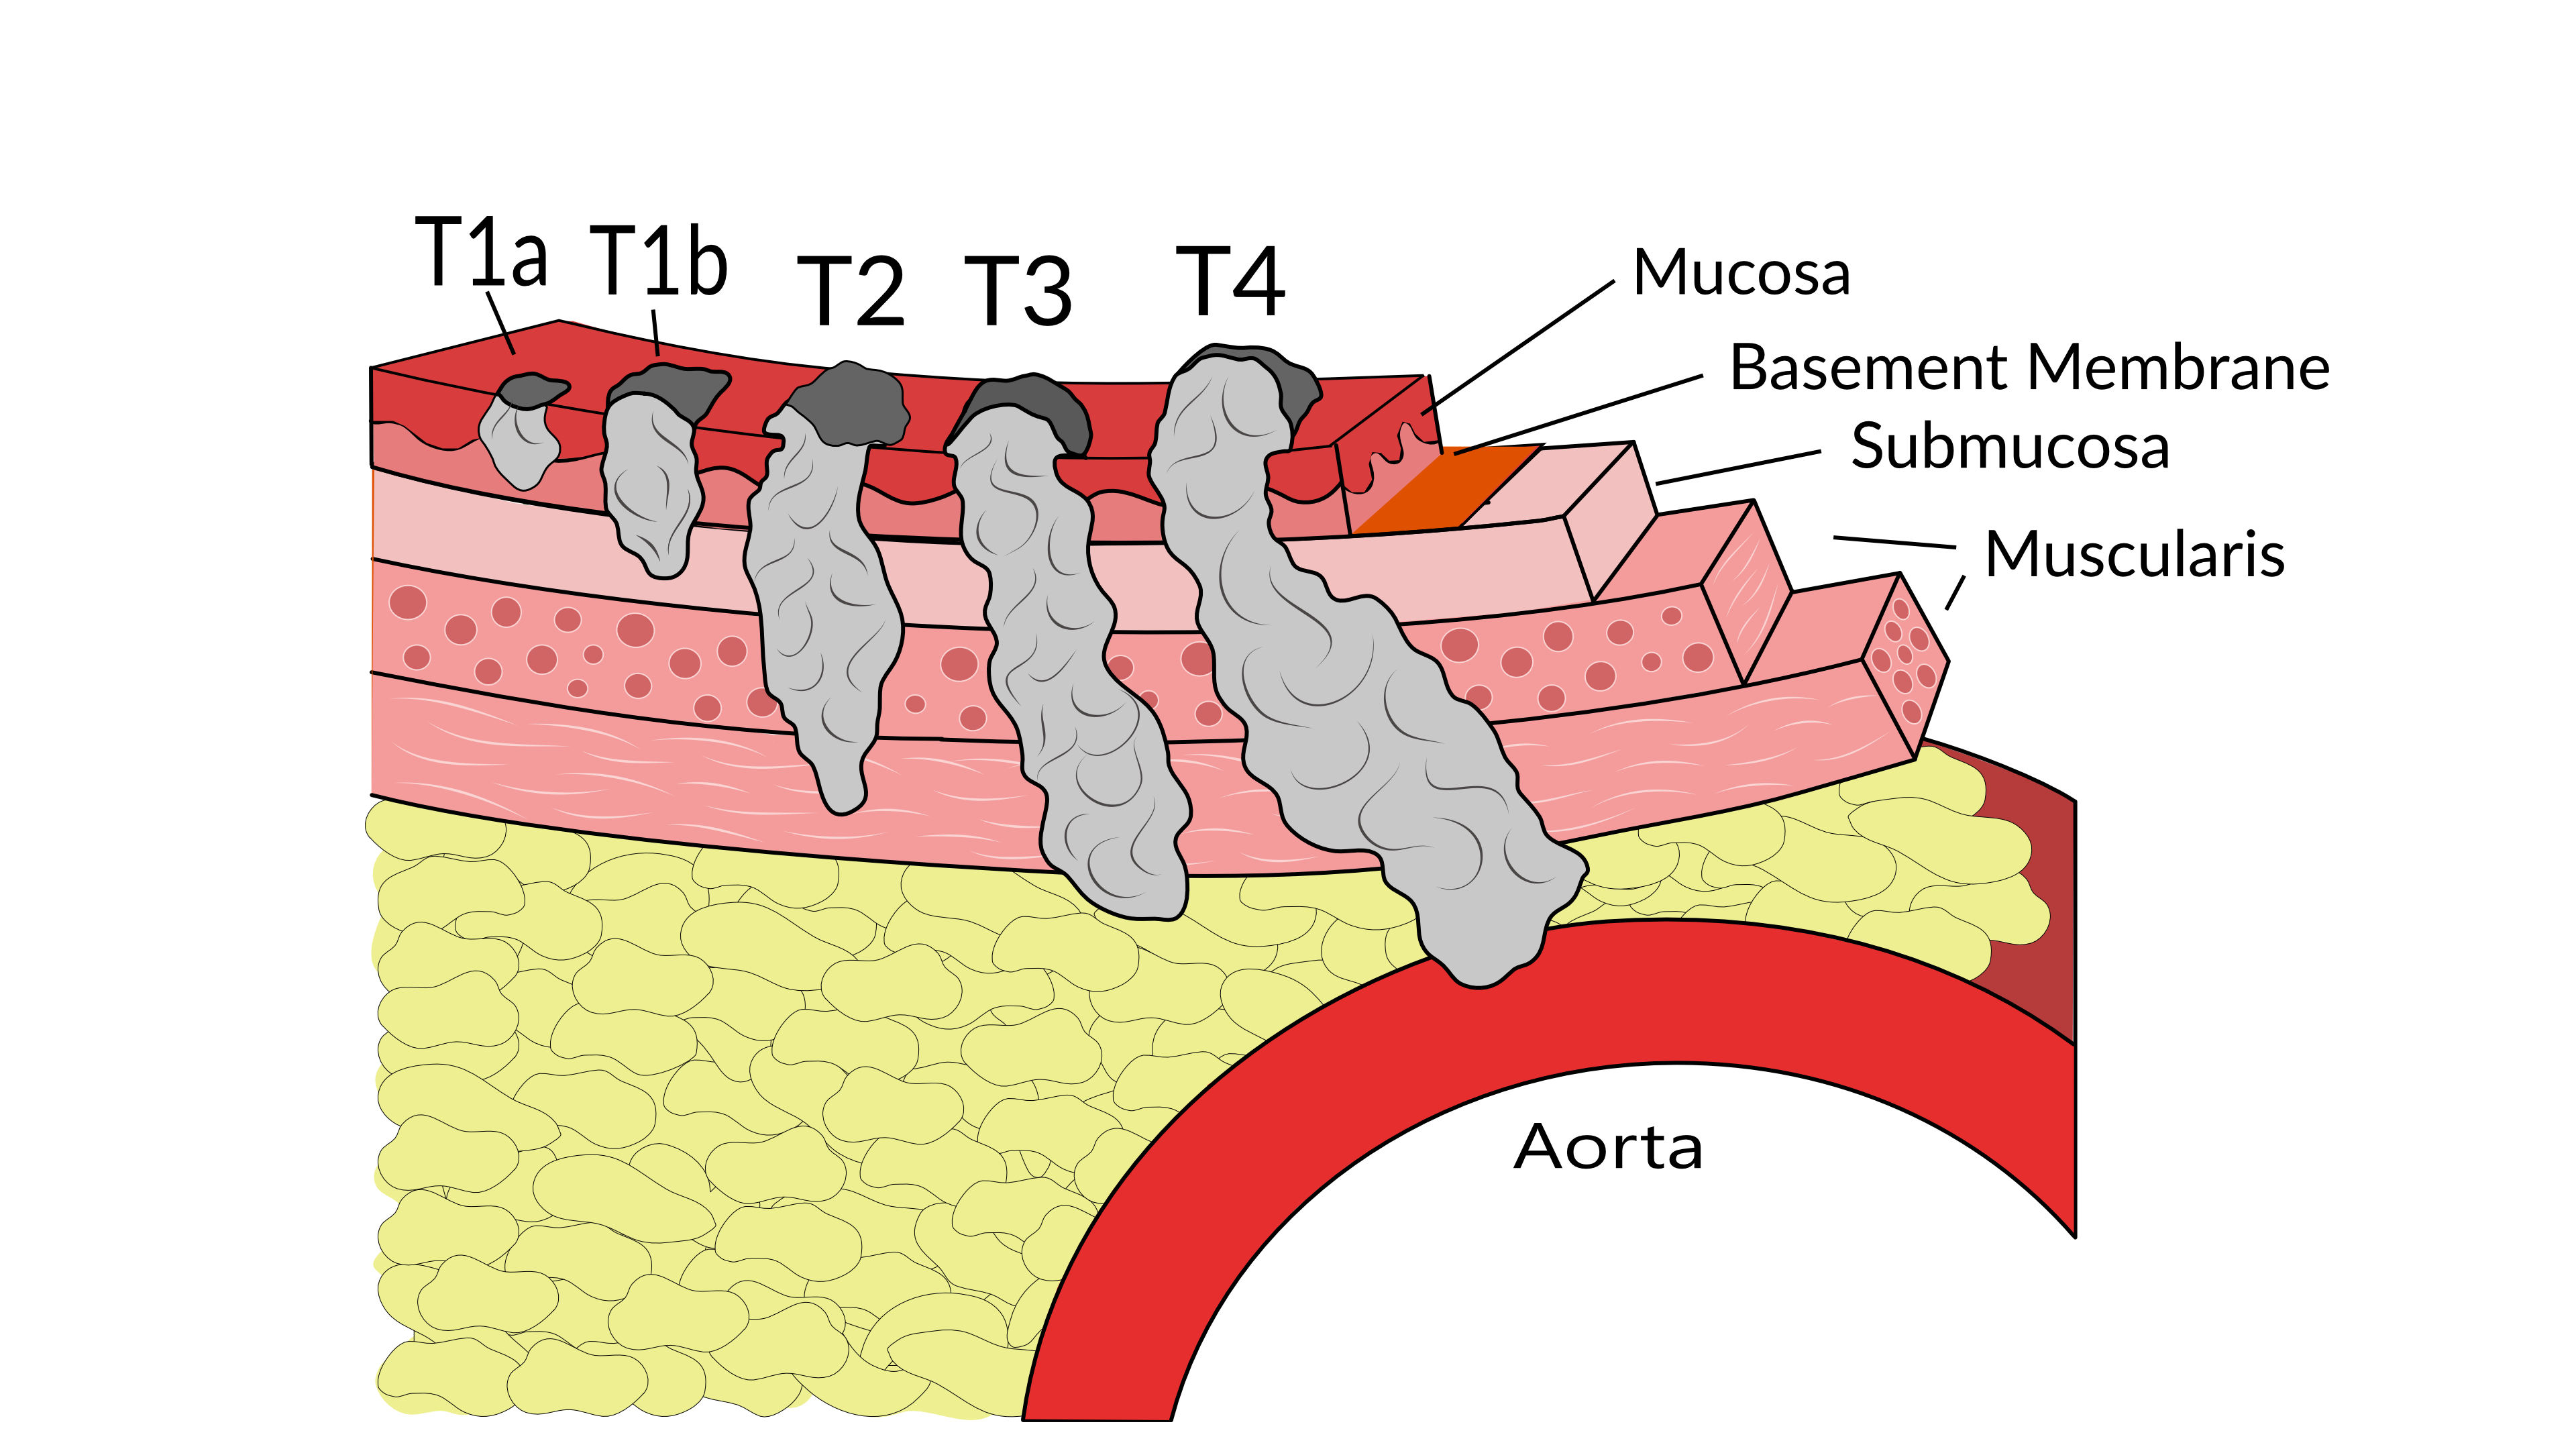 T1a
T1b
T2
T3
T4
Mucosa
Basement Membrane
Submucosa
Muscularis
Aorta